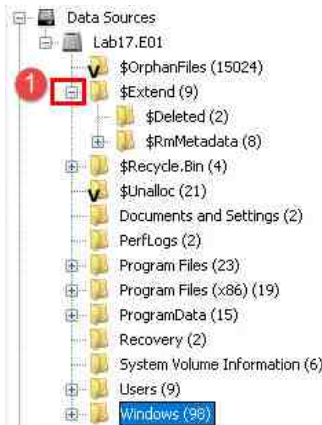 Data Sources
Lab17.E01
$OrphanFiles (15024)
1
$Extend (9)
$Deleted (2)
$RmMetadata (8)
$Recycle.Bin (4)
$Unalloc (21)
Documents and Settings (2)
PerfLogs (2)
Program Files (23)
Program Files (x86) (19)
ProgramData (15)
Recovery (2)
System Volume Information (6)
Users (9)
Windows (98)